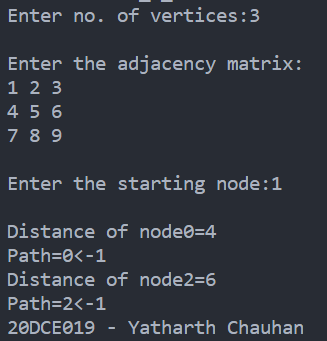 Enter no. of vertices:3
Enter the adjacency matrix:
1 2 3
4 5 6
7 8 9
Enter the starting node:1
Distance of node0=4
Path=0<-1
Distance of node2=6
Path=2<-1
20DCE019 - Yatharth Chauhan